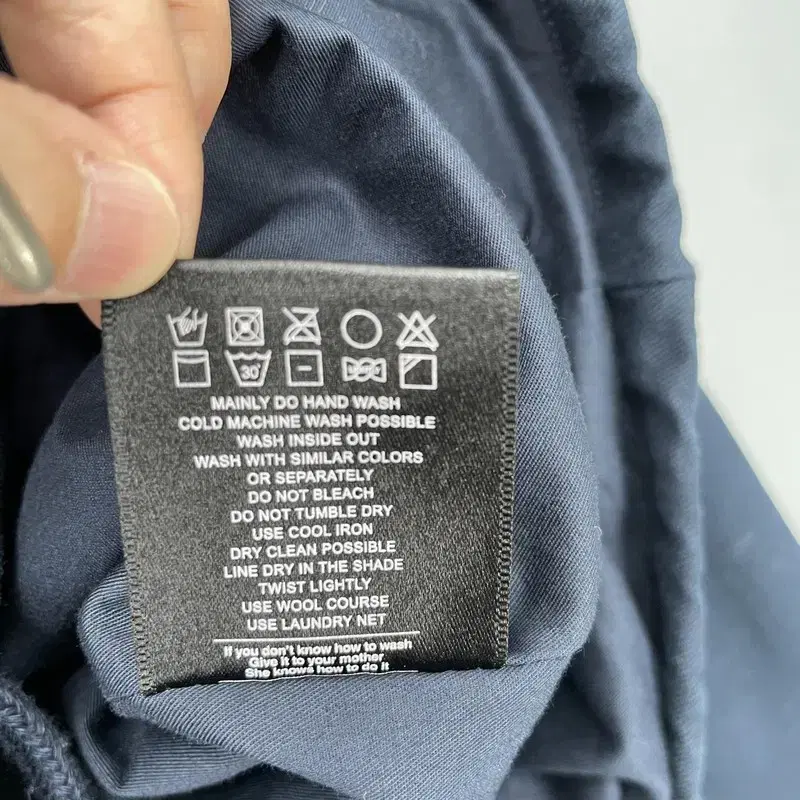 30
MAINLY DO HAND WASH
COLD MACHINE WASH POSSIBLE
WASH INSIDE OUT
WASH WITH SIMILAR COLORS
OR SEPARATELY
DO NOT BLEACH
DO NOT TUMBLE DRY
USE COOL IRON
DRY CLEAN POSSIBLE
LINE DRY IN THE SHADE
TWIST LIGHTLY
USE WOOL COURSE
USE LAUNDRY NET
If you don't know how to wash
Give it to your mother
She knows how to do it